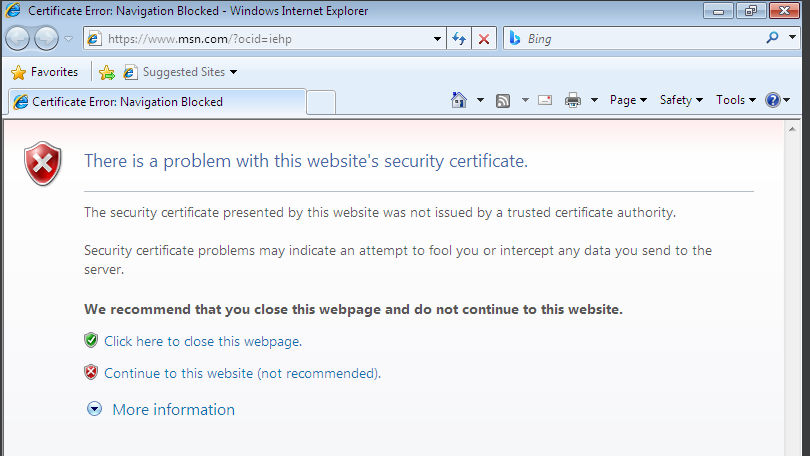 Certificate Error: Navigation Blocked - Windows Internet Explorer
https://www.msn.com/?ocid=iehp
Bing
Favorites
Suggested Sites
Certificate Error: Navigation Blocked
Page
Safety
Tools
There is a problem with this website's security certificate.
The security certificate presented by this website was not issued by a trusted certificate authority.
Security certificate problems may indicate an attempt to fool you or intercept any data you send to the
server.
We recommend that you close this webpage and do not continue to this website.
Click here to close this webpage.
Continue to this website (not recommended).
More information